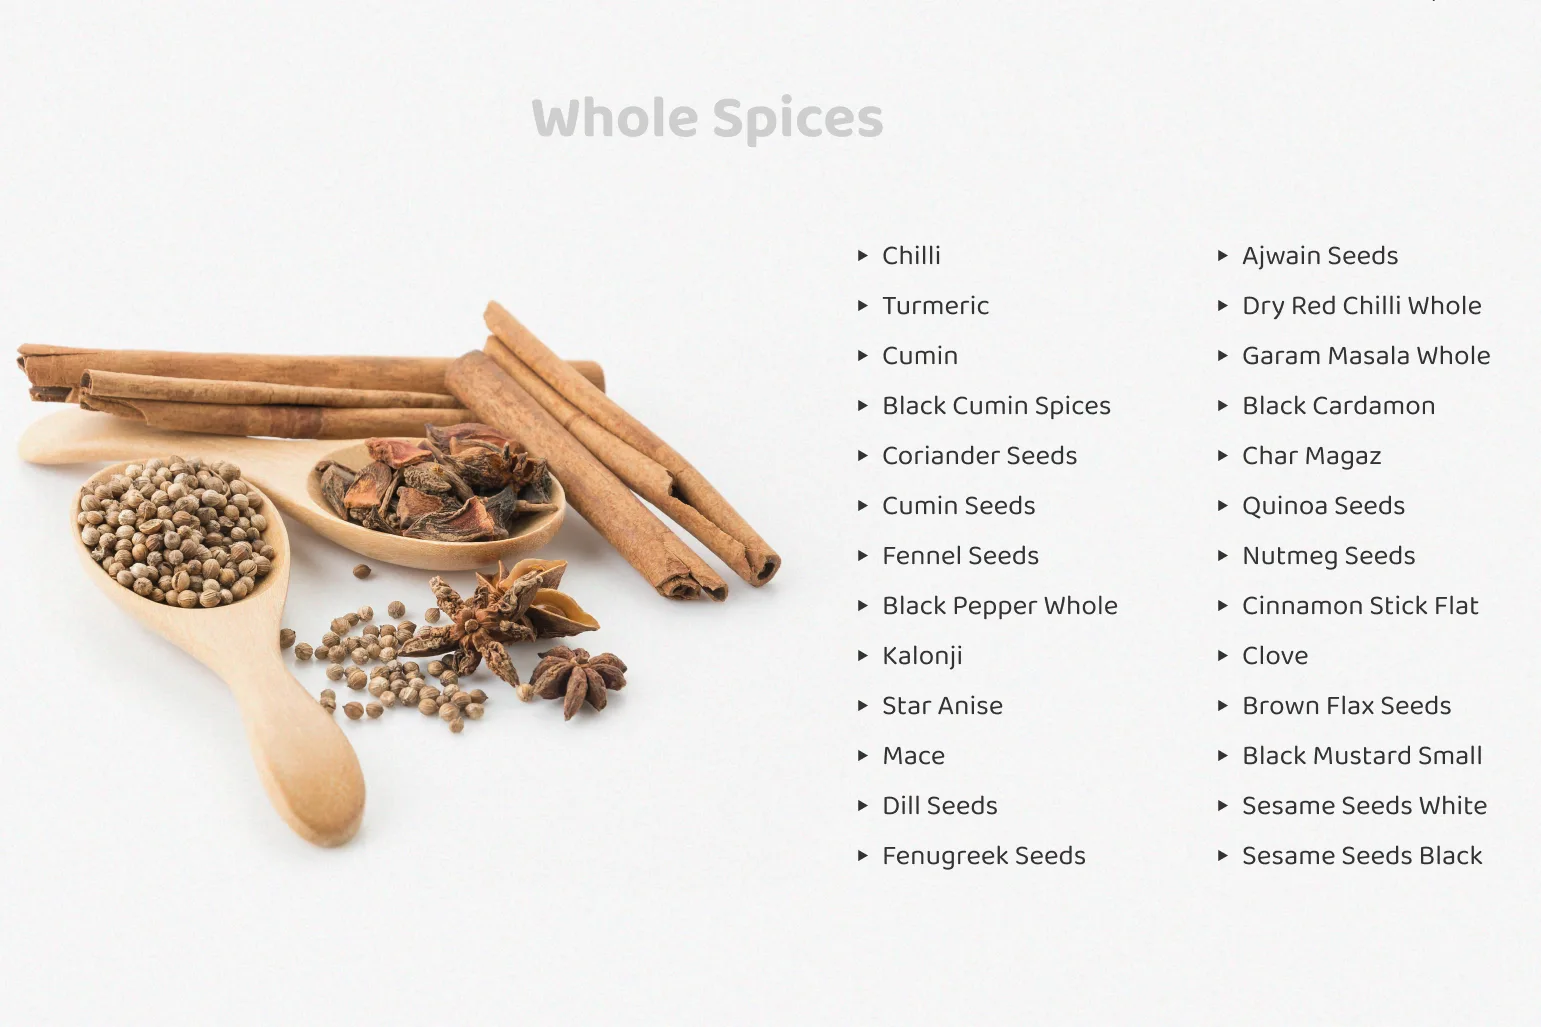 Whole Spices
Chilli
Turmeric
Cumin
Black Cumin Spices
Coriander Seeds
Cumin Seeds
Fennel Seeds
Black Pepper Whole
Kalonji
Star Anise
Mace
Dill Seeds
Fenugreek Seeds
Ajwain Seeds
Dry Red Chilli Whole
Garam Masala Whole
Black Cardamon
Char Magaz
Quinoa Seeds
Nutmeg Seeds
Cinnamon Stick Flat
Clove
Brown Flax Seeds
Black Mustard Small
Sesame Seeds White
Sesame Seeds Black